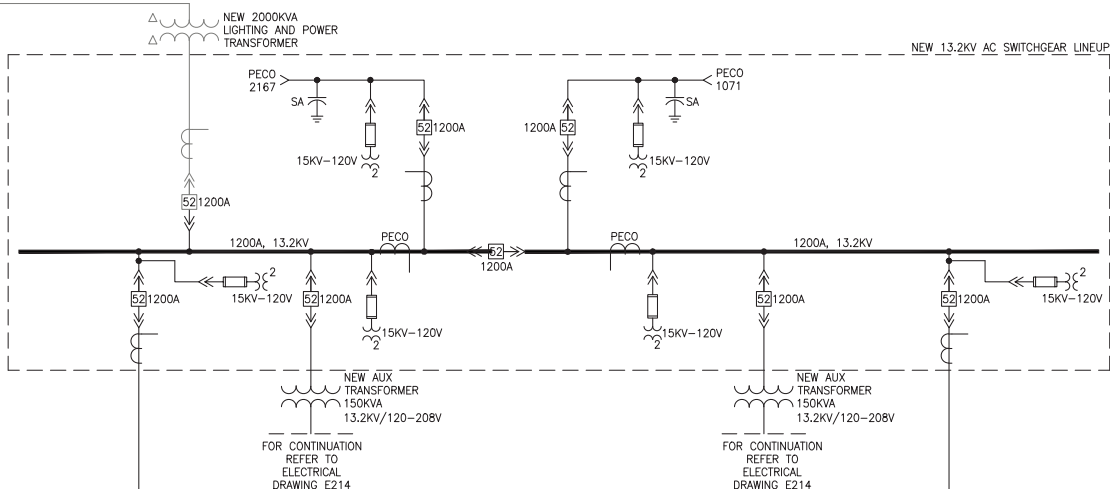 NEW 2000KVA
LIGHTING AND POWER
TRANSFORMER
NEW 13.2KV AC SWITCHGEAR LINEUP
PECO
2167
SA
52 1200A
15KV-120V
2
PECO
1071
SA
1200A 52
15KV-120V
2
52 1200A
1200A, 13.2KV
PECO
52
1200A
PECO
1200A, 13.2KV
2
15KV-120V
52 1200A
52 1200A
15KV-120V
2
15KV-120V
2
52 1200A
52 1200A
2
15KV-120V
NEW AUX
TRANSFORMER
150KVA
13.2KV/120-208V
FOR CONTINUATION
REFER TO
ELECTRICAL
DRAWING E214
NEW AUX
TRANSFORMER
150KVA
13.2KV/120-208V
FOR CONTINUATION
REFER TO
ELECTRICAL
DRAWING E214